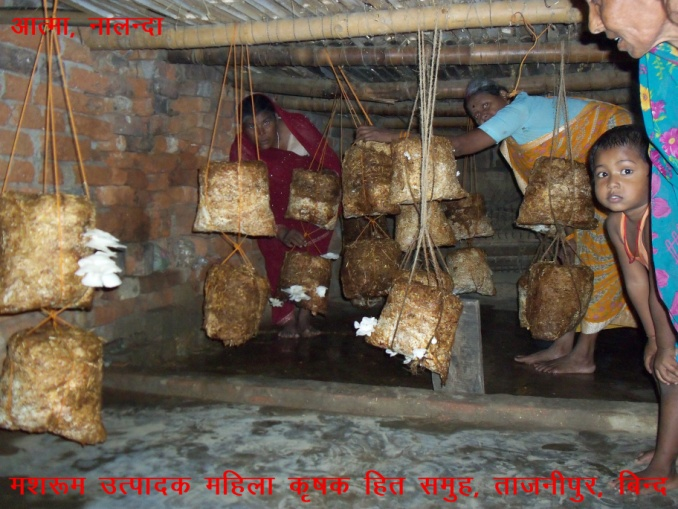 आत्मा, नालन्दा
मशरूम उत्पादक महिला कृषक हित समुह, ताजनीपुर, बिन्द